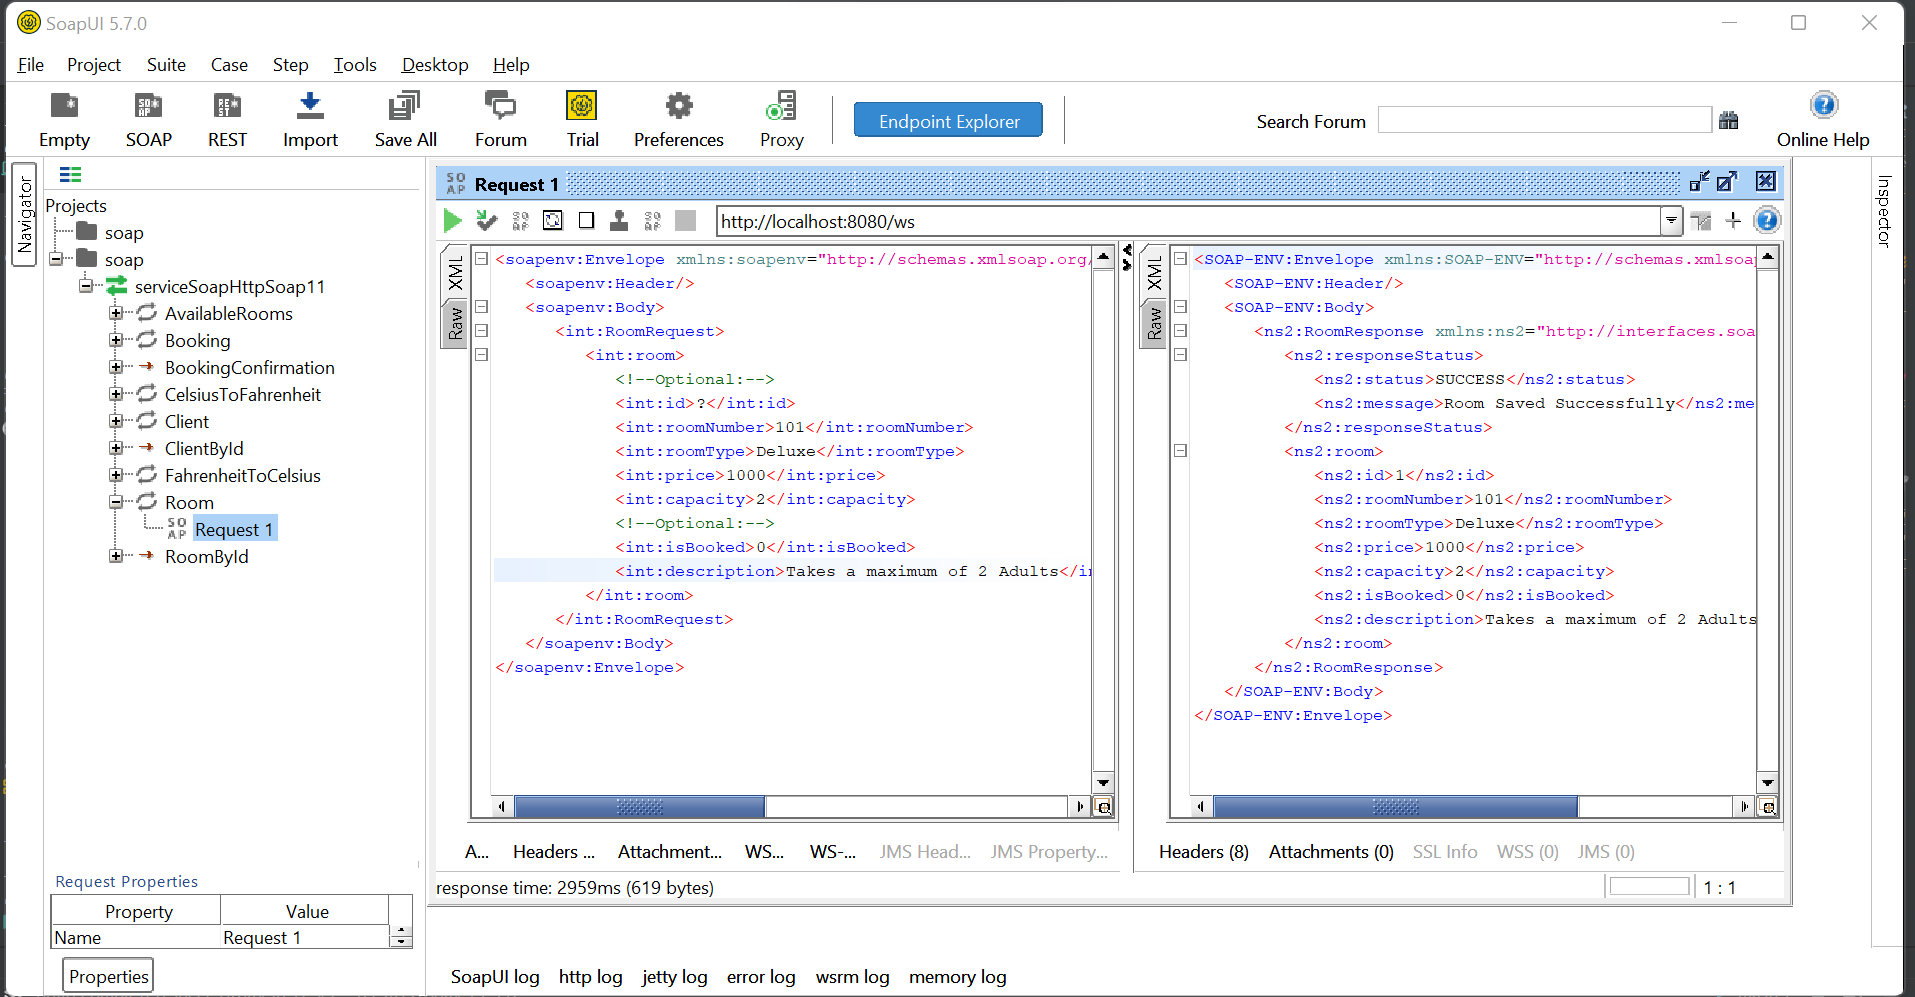 SoapUI 5.7.0
File Project Suite Case Step Tools Desktop Help
Empty SOAP REST Import Save All Forum Trial Preferences Proxy Endpoint Explorer Search Forum Online Help
Navigator
Projects
soap
soap
serviceSoapHttpSoap11
AvailableRooms
Booking
BookingConfirmation
CelsiusToFahrenheit
Client
ClientById
FahrenheitToCelsius
Room
Request 1
RoomById
Request Properties
Property Value
Name Request 1
Properties
Request 1
http://localhost:8080/ws
XML
Raw
<soapenv:Envelope xmlns:soapenv="http://schemas.xmlsoap.org/
<soapenv:Header/>
<soapenv:Body>
<int:RoomRequest>
<int:room>
<!--Optional:-->
<int:id>?</int:id>
<int:roomNumber>101</int:roomNumber>
<int:roomType>Deluxe</int:roomType>
<int:price>1000</int:price>
<int:capacity>2</int:capacity>
<!--Optional:-->
<int:isBooked>0</int:isBooked>
<int:description>Takes a maximum of 2 Adults</in
</int:room>
</int:RoomRequest>
</soapenv:Body>
</soapenv:Envelope>
A... Headers ... Attachment... WS... WS-... JMS Head... JMS Property...
XML
Raw
<SOAP-ENV:Envelope xmlns:SOAP-ENV="http://schemas.xmlsoa
<SOAP-ENV:Header/>
<SOAP-ENV:Body>
<ns2:RoomResponse xmlns:ns2="http://interfaces.soa
<ns2:responseStatus>
<ns2:status>SUCCESS</ns2:status>
<ns2:message>Room Saved Successfully</ns2:me
</ns2:responseStatus>
<ns2:room>
<ns2:id>1</ns2:id>
<ns2:roomNumber>101</ns2:roomNumber>
<ns2:roomType>Deluxe</ns2:roomType>
<ns2:price>1000</ns2:price>
<ns2:capacity>2</ns2:capacity>
<ns2:isBooked>0</ns2:isBooked>
<ns2:description>Takes a maximum of 2 Adults
</ns2:room>
</ns2:RoomResponse>
</SOAP-ENV:Body>
</SOAP-ENV:Envelope>
Headers (8) Attachments (0) SSL Info WSS (0) JMS (0)
response time: 2959ms (619 bytes)
1 : 1
Inspector
SoapUI log http log jetty log error log wsrm log memory log